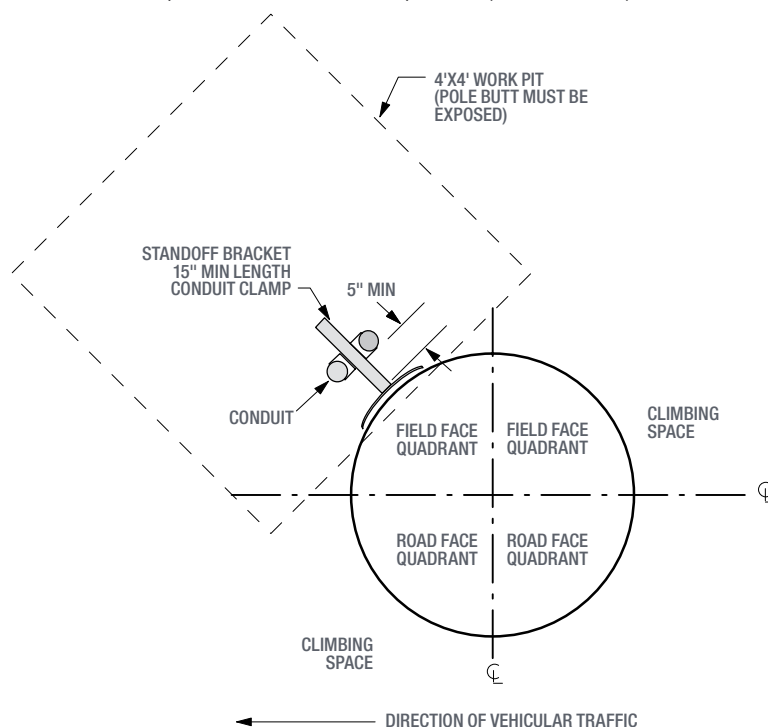 4'X4' WORK PIT
(POLE BUTT MUST BE
EXPOSED)
STANDOFF BRACKET
15" MIN LENGTH
CONDUIT CLAMP
5" MIN
CONDUIT
FIELD FACE
QUADRANT
FIELD FACE
QUADRANT
CLIMBING
SPACE
℄
ROAD FACE
QUADRANT
ROAD FACE
QUADRANT
CLIMBING
SPACE
℄
DIRECTION OF VEHICULAR TRAFFIC